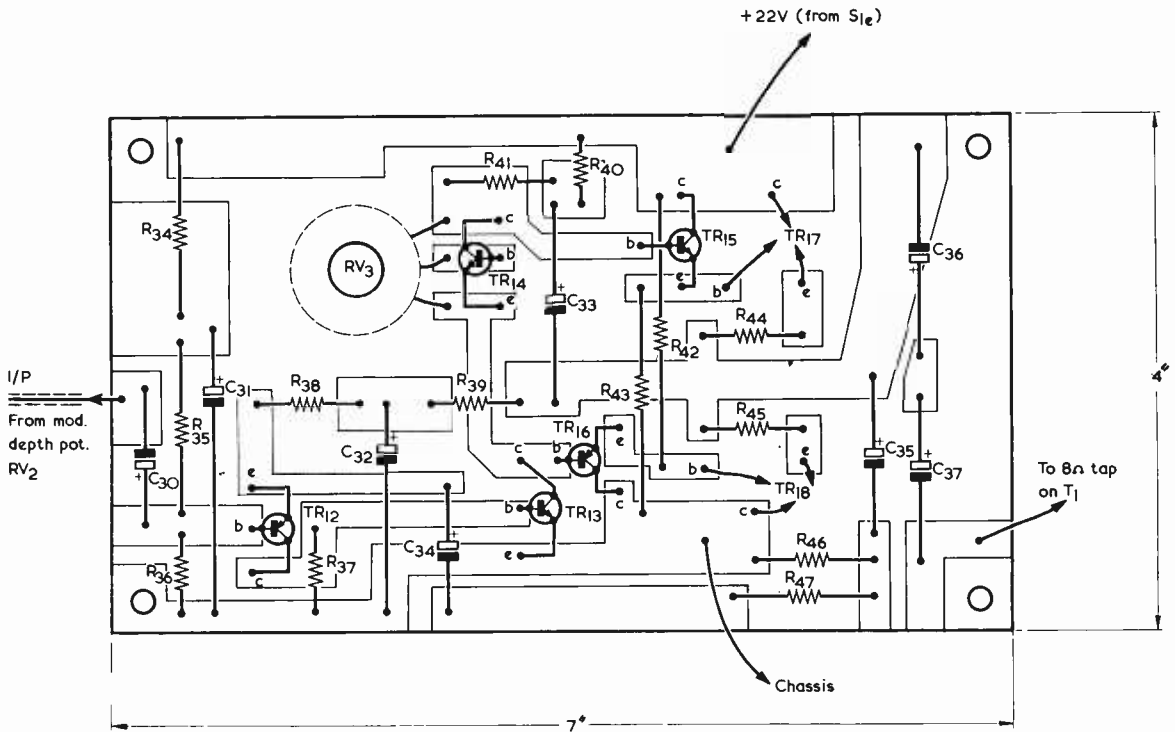 +22V (from S1e)
R41
R40
R34
c
c
c
C36
+
TR15
TR17
RV3
b
b
TR14
b
e
e
e
+
C33
R42
R44
4"
I/P
From mod.
depth pot.
RV2
+
C31
R38
R39
R43
R
35
TR16
e
R45
+
C32
c
b
e
b
+
C35
+
C37
C30
+
e
TR18
c
c
To 8Ω tap
on T1
b
TR12
b
TR13
+
C34
R36
c
R37
e
R46
R47
Chassis
7"